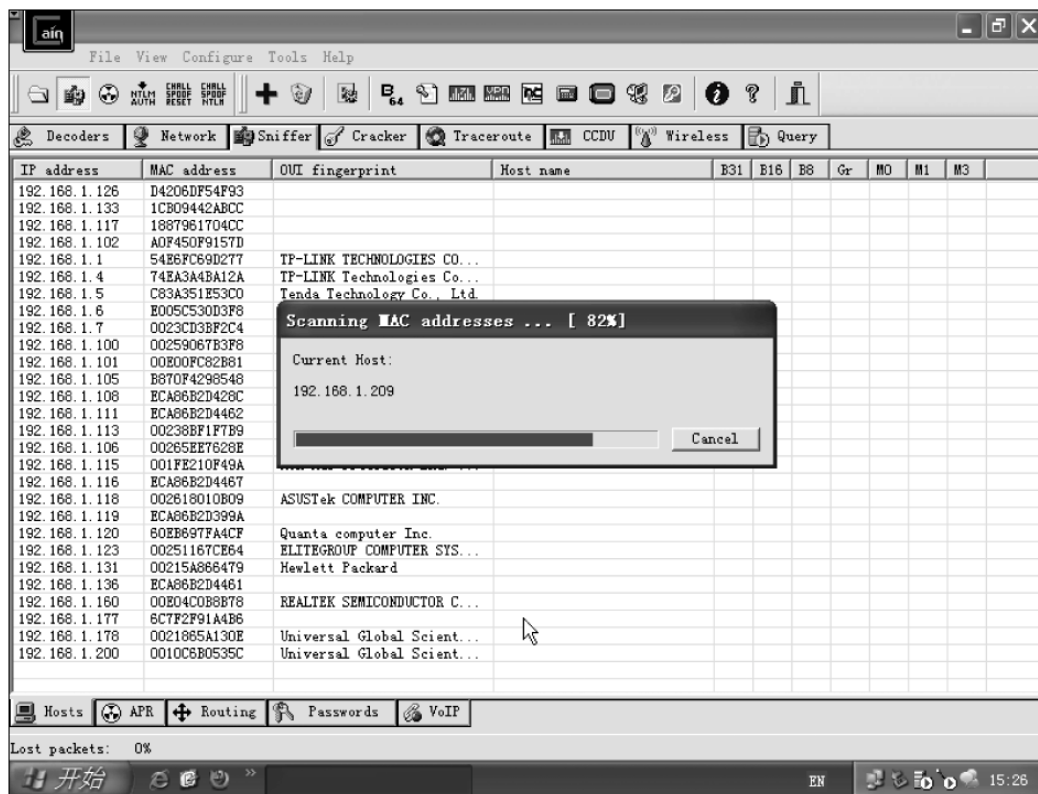 aín
File View Configure Tools Help
NTLM AUTH CHALL SPOOF RESET CHALL SPOOF NTLM B64
Decoders Network Sniffer Cracker Traceroute CCDU Wireless Query
IP address MAC address OUI fingerprint Host name B31 B16 B8 Gr M0 M1 M3
192.168.1.126 D4206DF54F93
192.168.1.133 1CB09442ABCC
192.168.1.117 1887961704CC
192.168.1.102 A0F450F9157D
192.168.1.1 54E6FC69D277 TP-LINK TECHNOLOGIES CO...
192.168.1.4 74EA3A4BA12A TP-LINK Technologies Co...
192.168.1.5 C83A351E53C0 Tenda Technology Co., Ltd
192.168.1.6 E005C530D3F8
192.168.1.7 0023CD3BF2C4
192.168.1.100 00259067B3F8
192.168.1.101 00E00FC82B81
192.168.1.105 B870F4298548
192.168.1.108 ECA86B2D428C
192.168.1.111 ECA86B2D4462
192.168.1.113 00238BF1F7B9
192.168.1.106 00265EE7628E
192.168.1.115 001FE210F49A
192.168.1.116 ECA86B2D4467
192.168.1.118 002618010B09 ASUSTek COMPUTER INC.
192.168.1.119 ECA86B2D399A
192.168.1.120 60EB697FA4CF Quanta computer Inc.
192.168.1.123 00251167CE64 ELITEGROUP COMPUTER SYS...
192.168.1.131 00215A866479 Hewlett Packard
192.168.1.136 ECA86B2D4461
192.168.1.160 00E04C0B8B78 REALTEK SEMICONDUCTOR C...
192.168.1.177 6C7F2F91A4B6
192.168.1.178 0021865A130E Universal Global Scient...
192.168.1.200 0010C6B0535C Universal Global Scient...
Scanning MAC addresses ... [ 82%]
Current Host:
192.168.1.209
Cancel
Hosts APR Routing Passwords VoIP
Lost packets: 0%
开始 EN 15:26